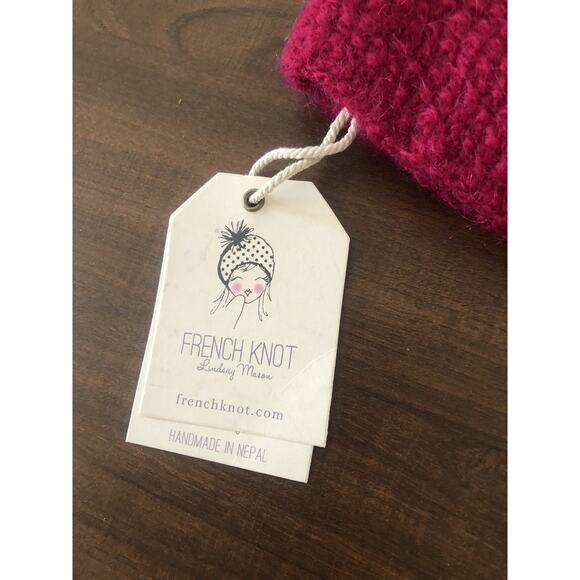 FRENCH KNOT
Lindsay Mason
frenchknot.com
HANDMADE IN NEPAL